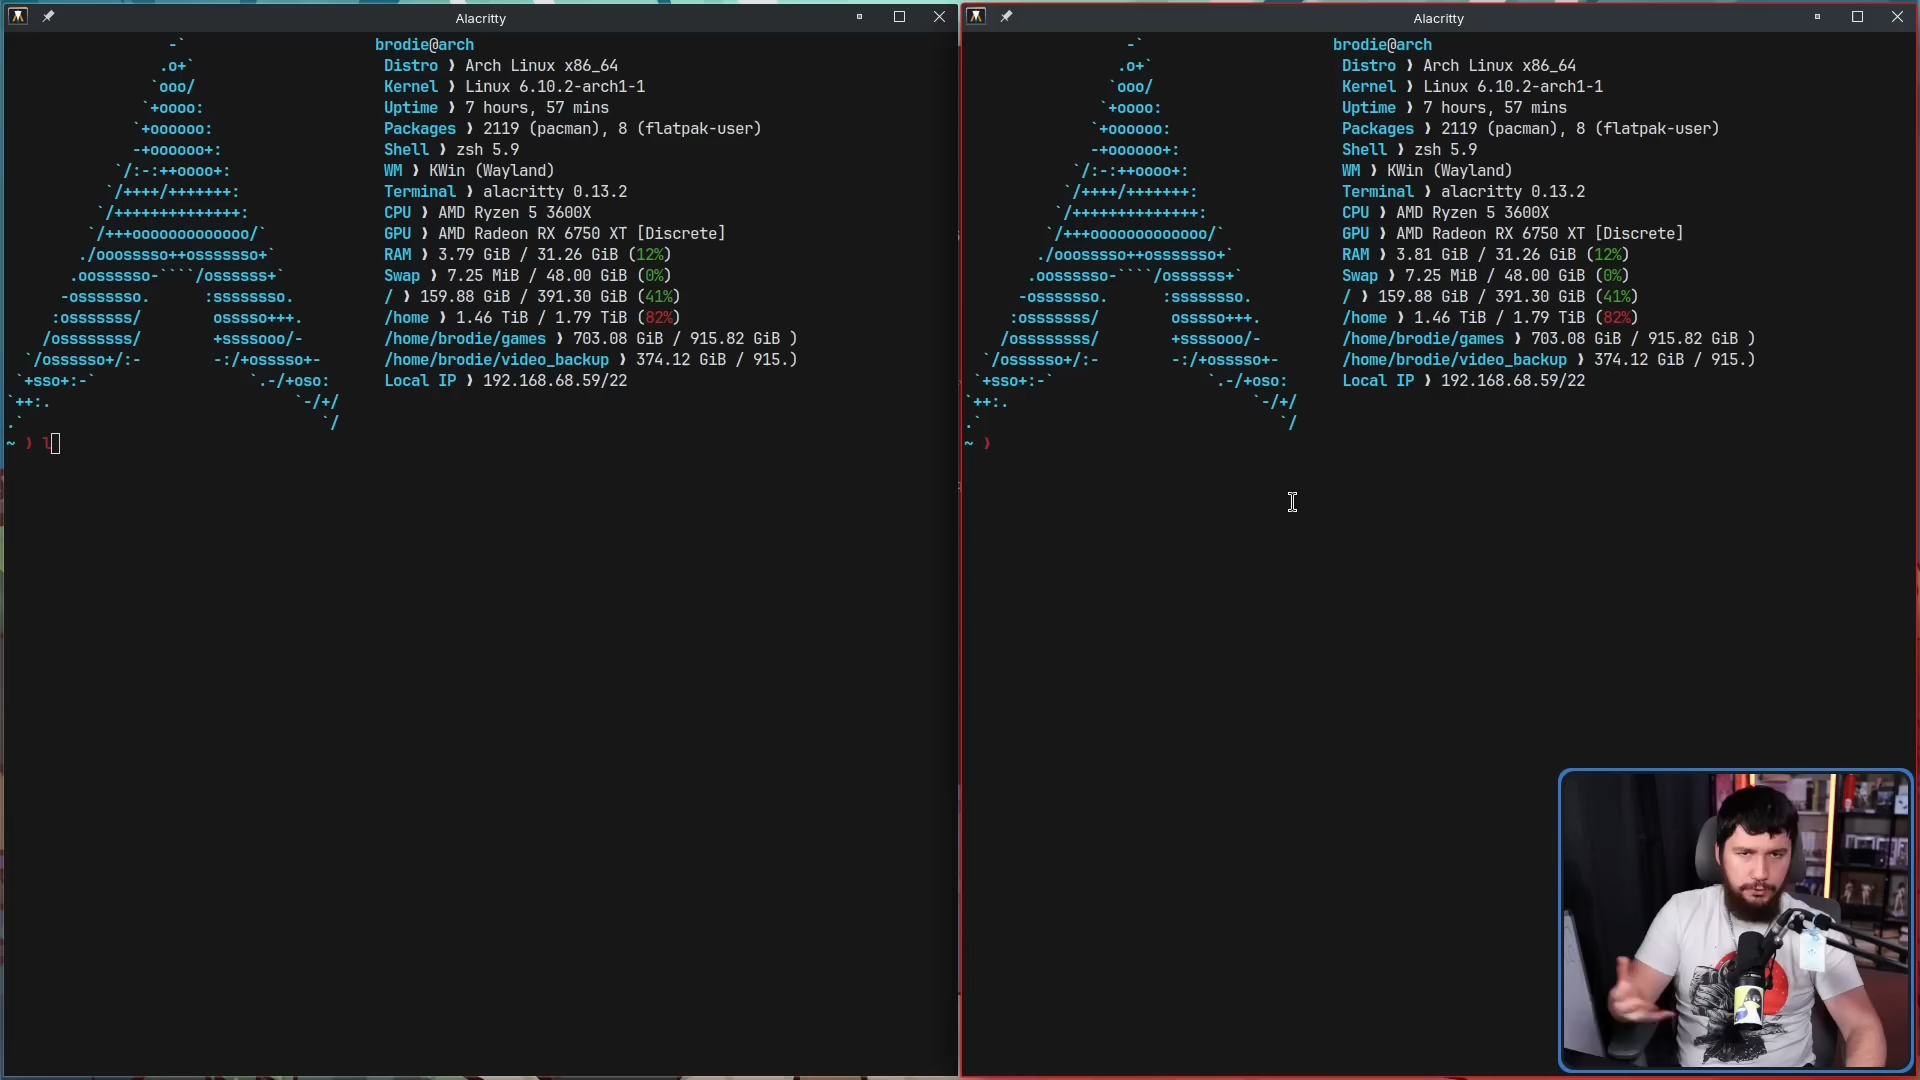 Alacritty
brodie@arch
Distro ❫ Arch Linux x86_64
Kernel ❫ Linux 6.10.2-arch1-1
Uptime ❫ 7 hours, 57 mins
Packages ❫ 2119 (pacman), 8 (flatpak-user)
Shell ❫ zsh 5.9
WM ❫ KWin (Wayland)
Terminal ❫ alacritty 0.13.2
CPU ❫ AMD Ryzen 5 3600X
GPU ❫ AMD Radeon RX 6750 XT [Discrete]
RAM ❫ 3.79 GiB / 31.26 GiB (12%)
Swap ❫ 7.25 MiB / 48.00 GiB (0%)
/ ❫ 159.88 GiB / 391.30 GiB (41%)
/home ❫ 1.46 TiB / 1.79 TiB (82%)
/home/brodie/games ❫ 703.08 GiB / 915.82 GiB )
/home/brodie/video_backup ❫ 374.12 GiB / 915.)
Local IP ❫ 192.168.68.59/22
~ ❫ l
Alacritty
brodie@arch
Distro ❫ Arch Linux x86_64
Kernel ❫ Linux 6.10.2-arch1-1
Uptime ❫ 7 hours, 57 mins
Packages ❫ 2119 (pacman), 8 (flatpak-user)
Shell ❫ zsh 5.9
WM ❫ KWin (Wayland)
Terminal ❫ alacritty 0.13.2
CPU ❫ AMD Ryzen 5 3600X
GPU ❫ AMD Radeon RX 6750 XT [Discrete]
RAM ❫ 3.81 GiB / 31.26 GiB (12%)
Swap ❫ 7.25 MiB / 48.00 GiB (0%)
/ ❫ 159.88 GiB / 391.30 GiB (41%)
/home ❫ 1.46 TiB / 1.79 TiB (82%)
/home/brodie/games ❫ 703.08 GiB / 915.82 GiB )
/home/brodie/video_backup ❫ 374.12 GiB / 915.)
Local IP ❫ 192.168.68.59/22
~ ❫